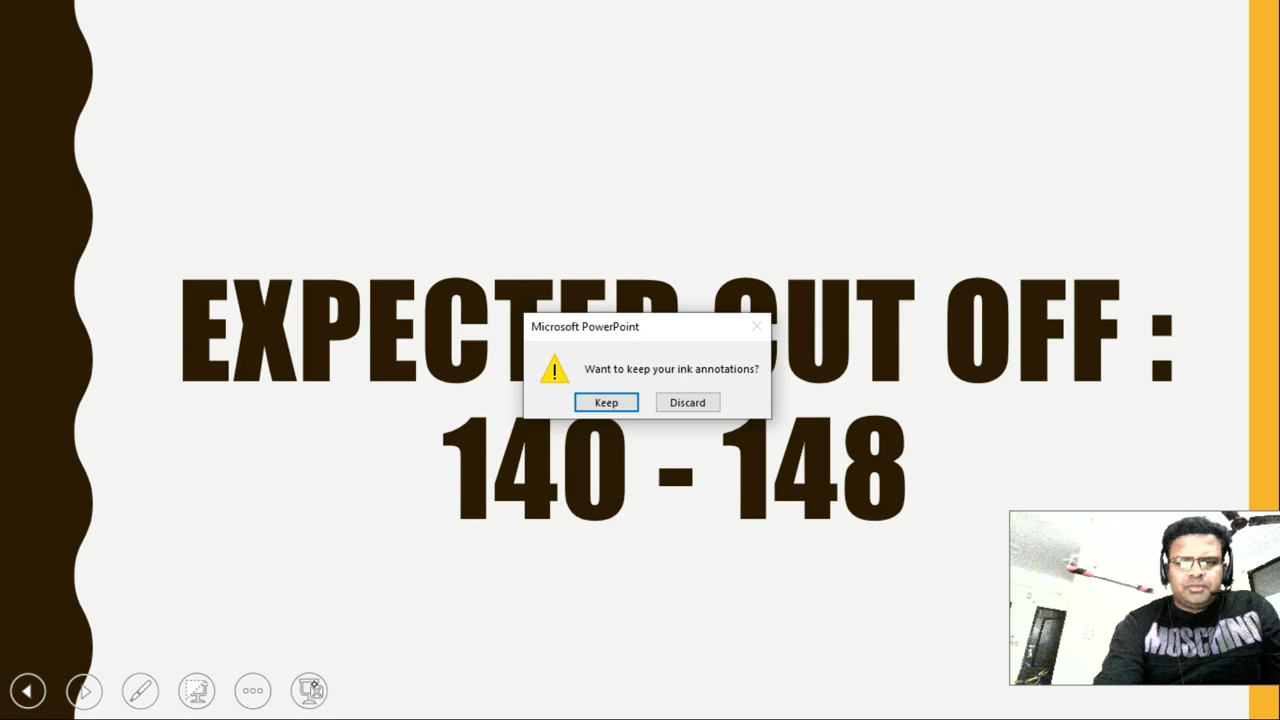 EXPECTED CUT OFF :
140 - 148
Microsoft PowerPoint
Want to keep your ink annotations?
Keep
Discard
MOSCHINO